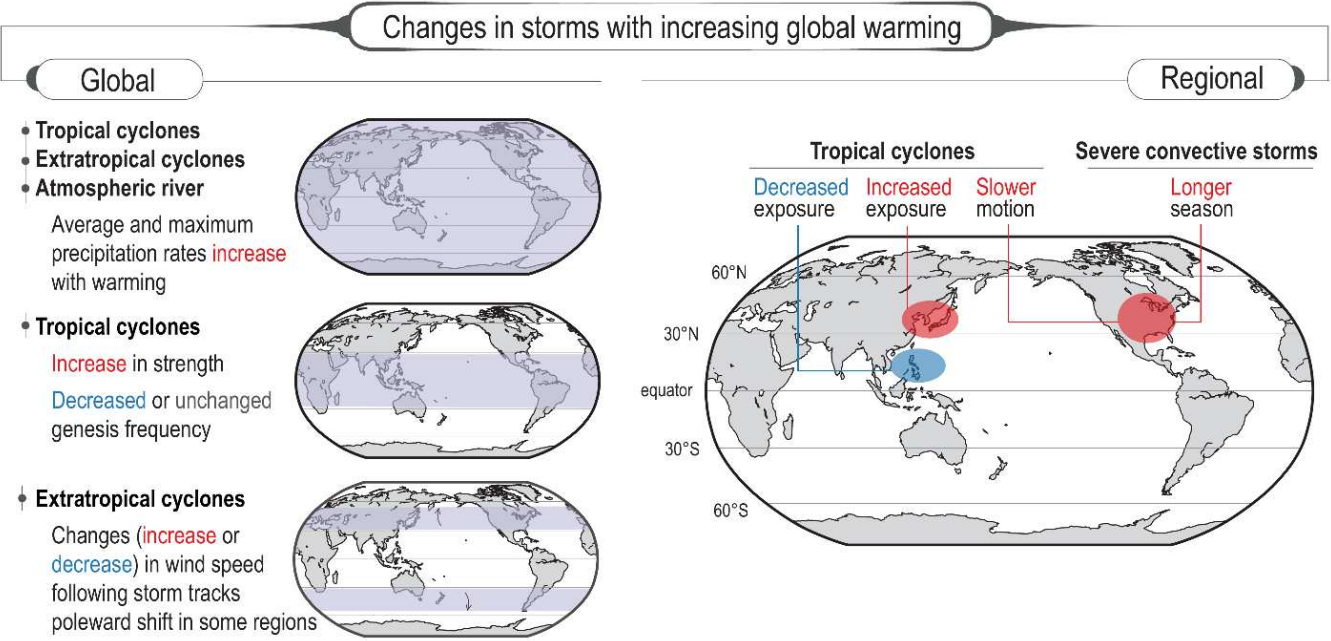 Changes in storms with increasing global warming
Global
Tropical cyclones
Extratropical cyclones
Atmospheric river
Average and maximum
precipitation rates increase
with warming
Tropical cyclones
Increase in strength
Decreased or unchanged
genesis frequency
Extratropical cyclones
Changes (increase or
decrease) in wind speed
following storm tracks
poleward shift in some regions
Regional
Tropical cyclones
Severe convective storms
Decreased
exposure
Increased
exposure
Slower
motion
Longer
season
60°N
30°N
equator
30°S
60°S